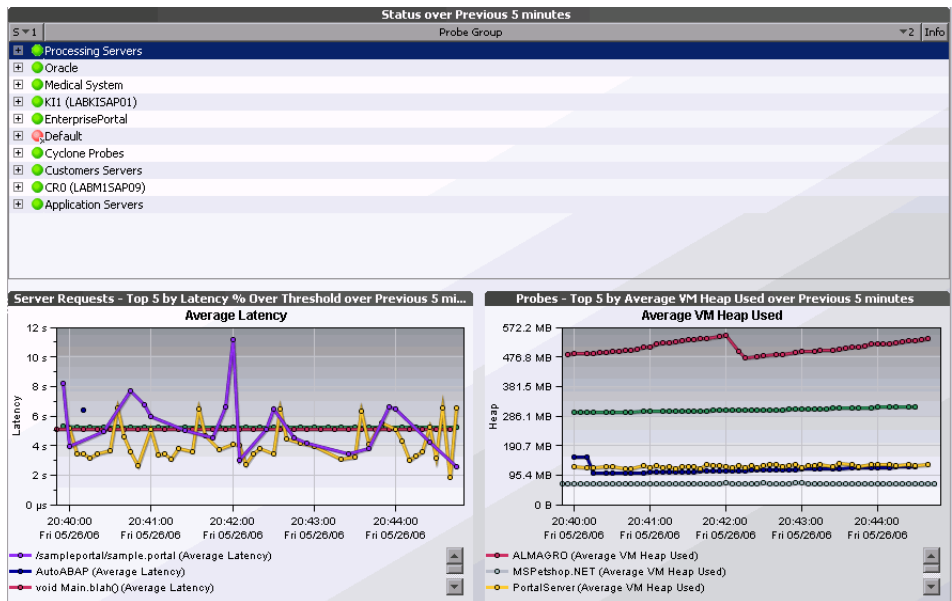 Status over Previous 5 minutes
S 1 Probe Group 2 Info
Processing Servers
Oracle
Medical System
KI1 (LABKISAP01)
EnterprisePortal
Default
Cyclone Probes
Customers Servers
CR0 (LABM1SAP09)
Application Servers
Server Requests - Top 5 by Latency % Over Threshold over Previous 5 mi...
Average Latency
12 s
10 s
8 s
6 s
4 s
2 s
0 µs
Latency
20:40:00 20:41:00 20:42:00 20:43:00 20:44:00
Fri 05/26/06 Fri 05/26/06 Fri 05/26/06 Fri 05/26/06 Fri 05/26/06
/sampleportal/sample.portal (Average Latency)
AutoABAP (Average Latency)
void Main.blah() (Average Latency)
Probes - Top 5 by Average VM Heap Used over Previous 5 minutes
Average VM Heap Used
572.2 MB
476.8 MB
381.5 MB
286.1 MB
190.7 MB
95.4 MB
0 B
Heap
20:40:00 20:41:00 20:42:00 20:43:00 20:44:00
Fri 05/26/06 Fri 05/26/06 Fri 05/26/06 Fri 05/26/06 Fri 05/26/06
ALMAGRO (Average VM Heap Used)
MSPetshop.NET (Average VM Heap Used)
PortalServer (Average VM Heap Used)